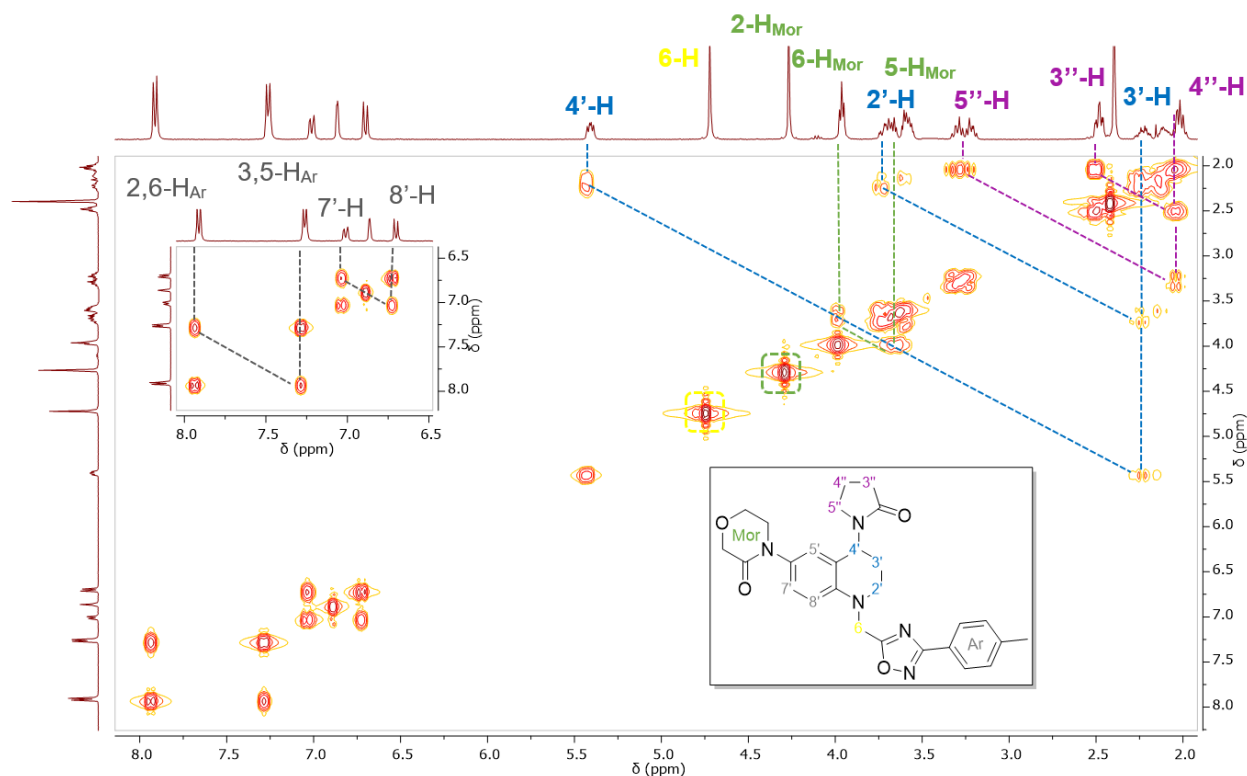 2-HMor
6-H
6-HMor
5-HMor
3’’-H
4’’-H
4’-H
2’-H
5’’-H
3’-H
2,6-HAr
3,5-HAr
7’-H
8’-H
6.5
7.0
7.5
8.0
δ (ppm)
8.0
7.5
7.0
6.5
δ (ppm)
2.0
2.5
3.0
3.5
4.0
4.5
5.0
5.5
6.0
6.5
7.0
7.5
8.0
δ (ppm)
4"
3"
5"
N
O
O
Mor
N
O
5'
4'
3'
7'
2'
8'
N
6
N
O
N
Ar
8.0
7.5
7.0
6.5
6.0
5.5
5.0
4.5
4.0
3.5
3.0
2.5
2.0
δ (ppm)